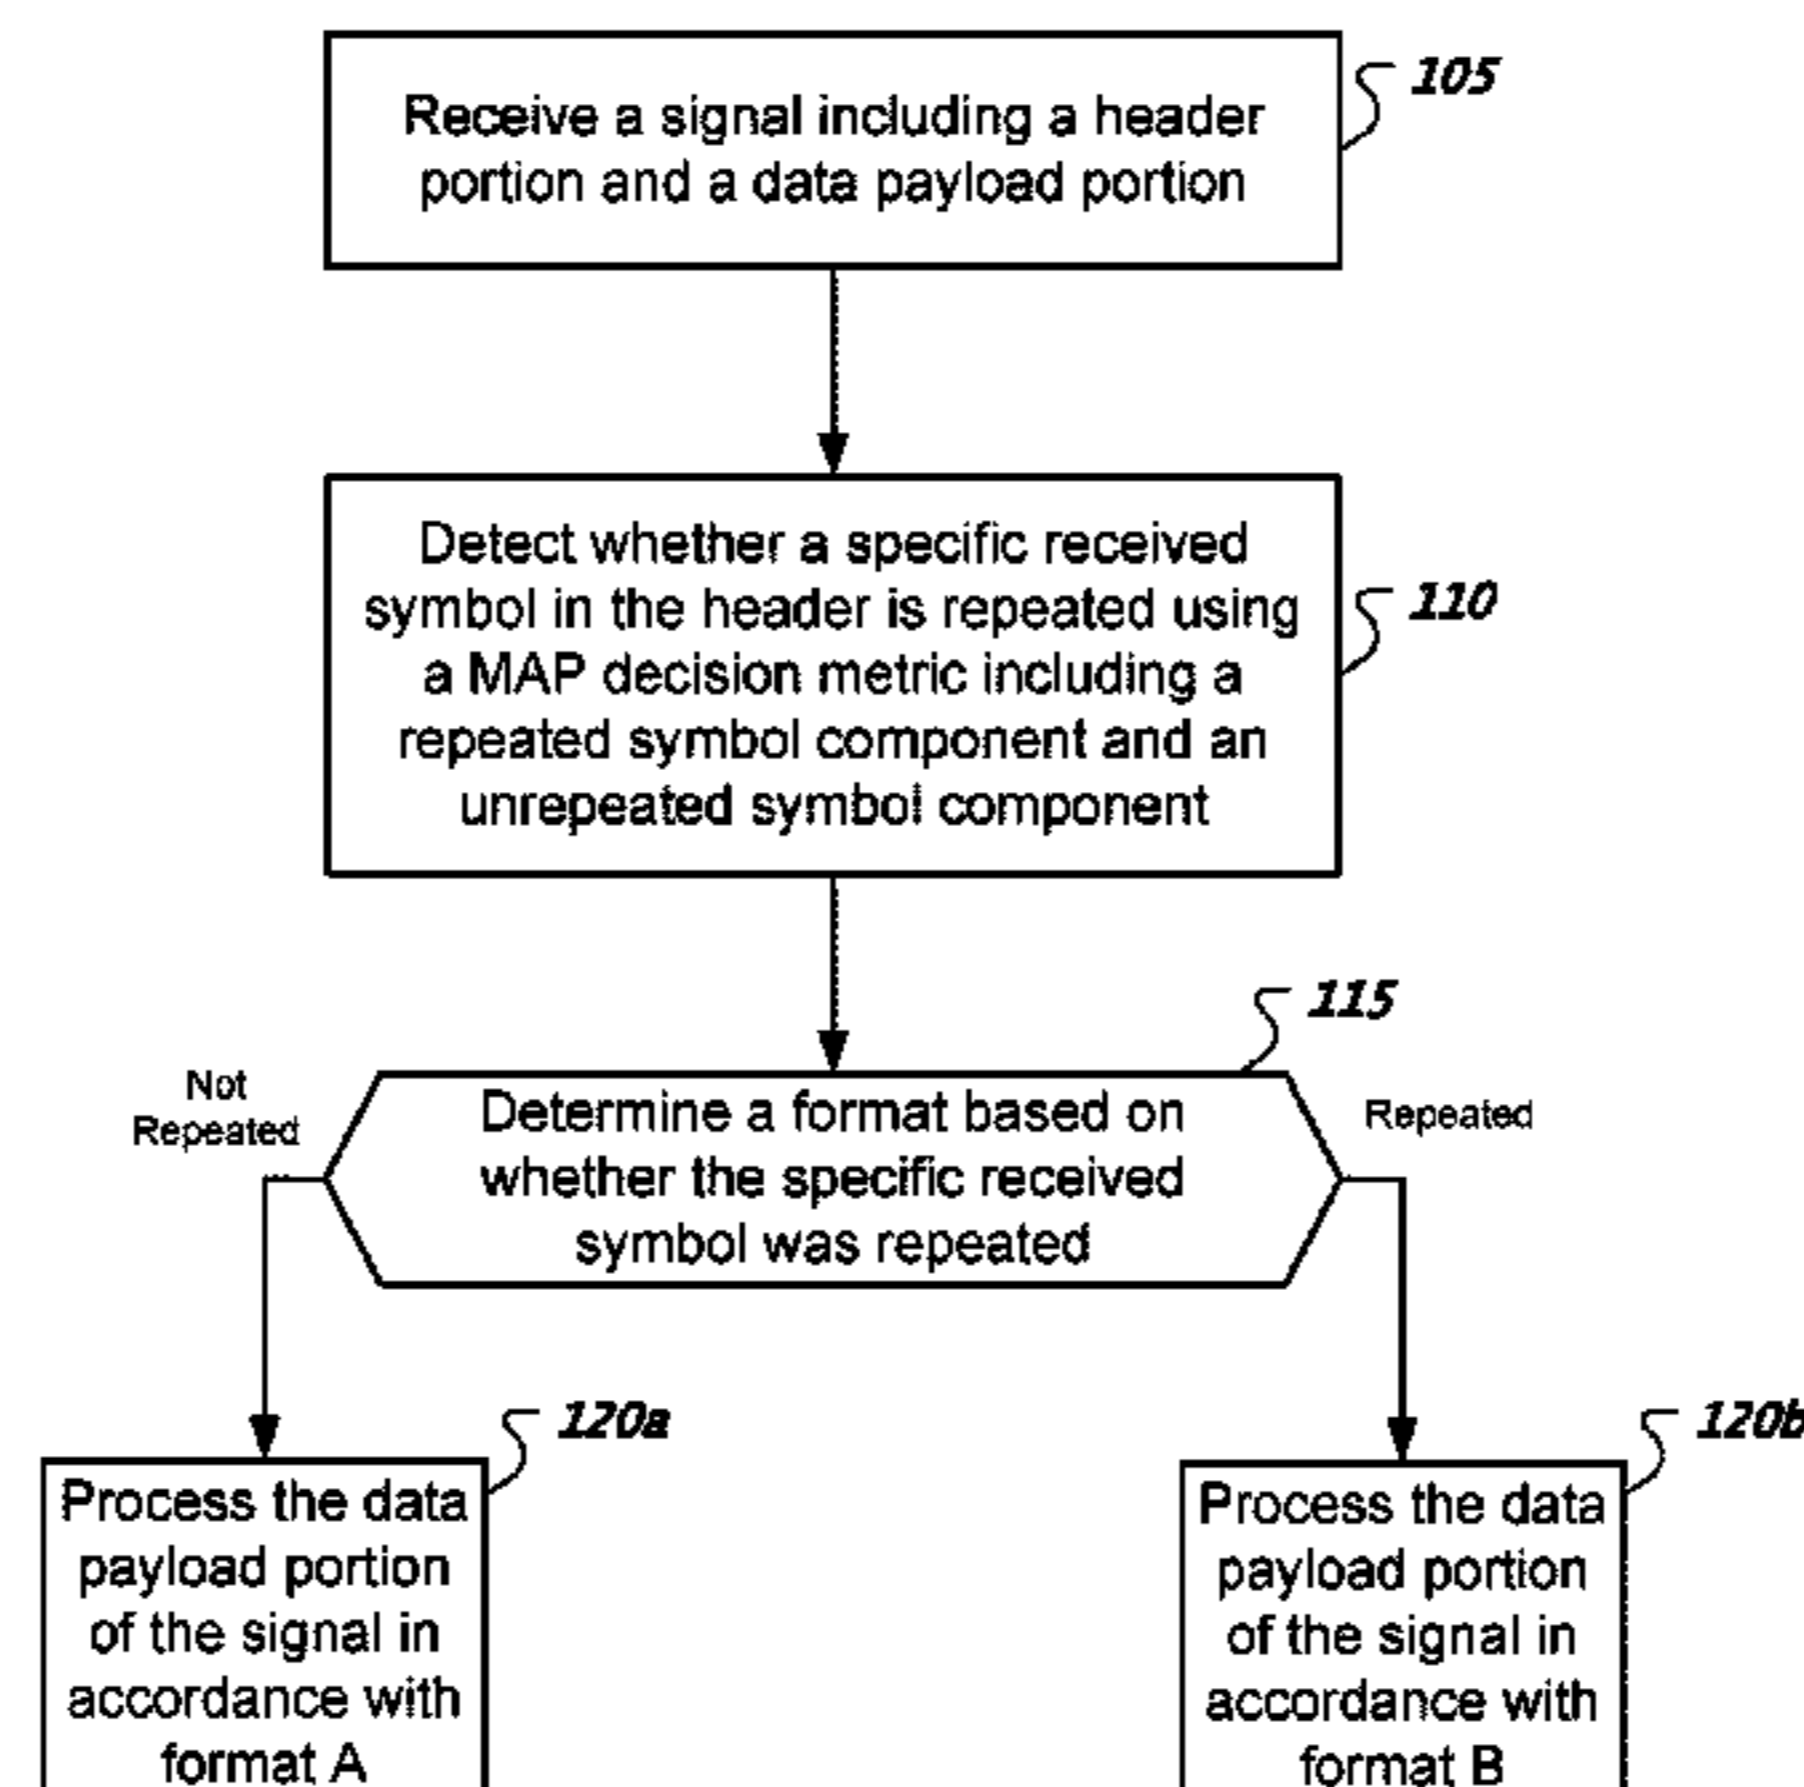 105
Receive a signal including a header
portion and a data payload portion
110
Detect whether a specific received
symbol in the header is repeated using
a MAP decision metric including a
repeated symbol component and an
unrepeated symbol component
115
Not
Repeated
Determine a format based on
whether the specific received
symbol was repeated
Repeated
120a
Process the data
payload portion
of the signal in
accordance with
format A
120b
Process the data
payload portion
of the signal in
accordance with
format B